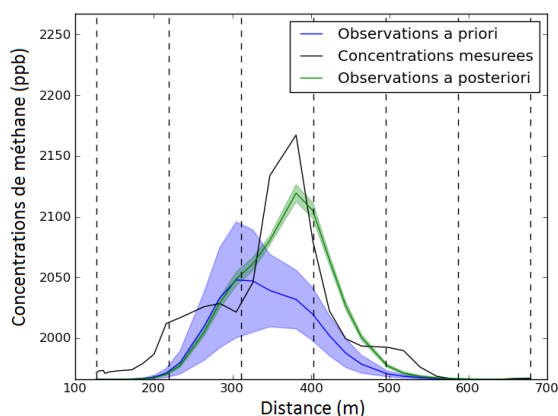 2250
2200
2150
2100
2050
2000
Concentrations de méthane (ppb)
Observations a priori
Concentrations mesurees
Observations a posteriori
100
200
300
400
500
600
700
Distance (m)